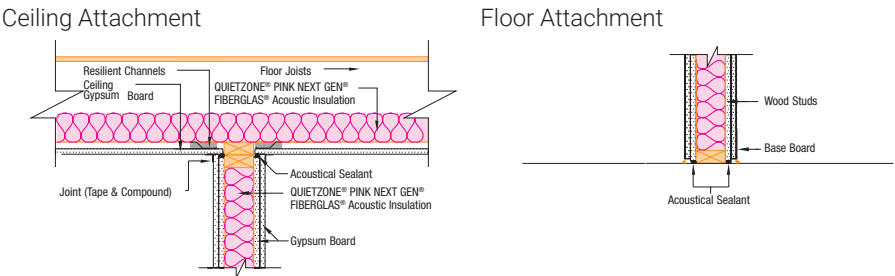 Ceiling Attachment
Resilient Channels
Ceiling
Gypsum Board
Floor Joists
QUIETZONE® PINK NEXT GEN®
FIBERGLAS® Acoustic Insulation
Joint (Tape & Compound)
Acoustical Sealant
QUIETZONE® PINK NEXT GEN®
FIBERGLAS® Acoustic Insulation
Gypsum Board
Floor Attachment
Wood Studs
Base Board
Acoustical Sealant